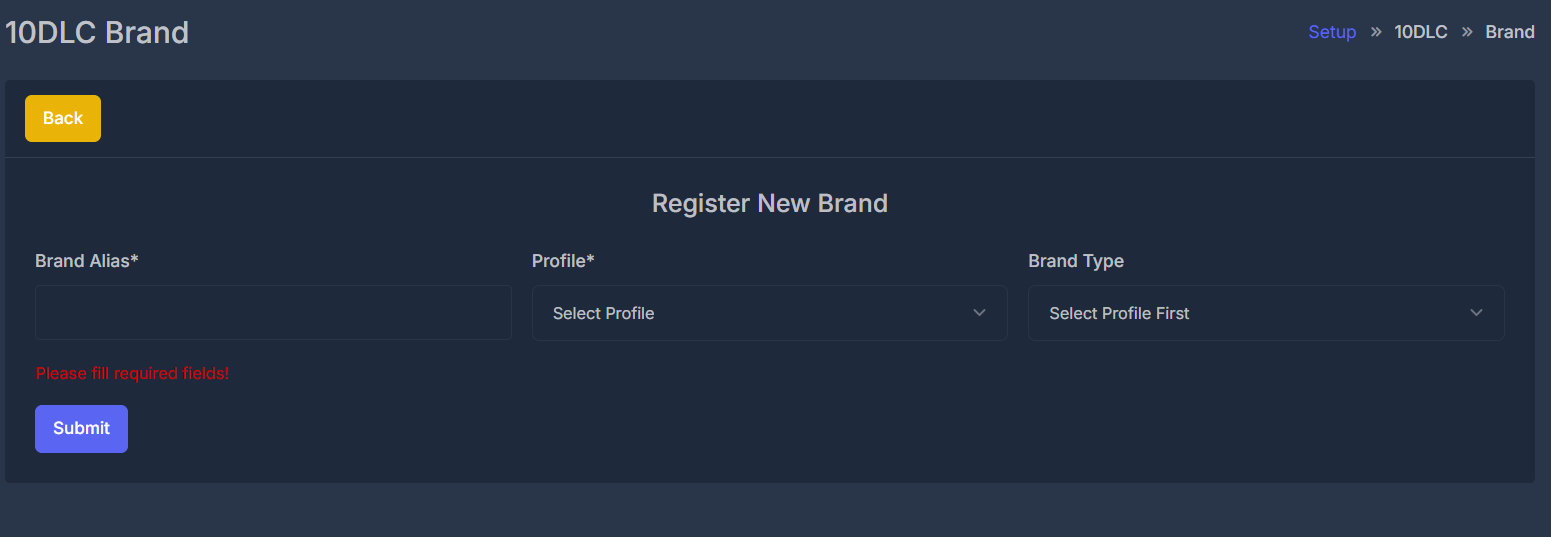 10DLC Brand
Setup » 10DLC » Brand
Back
Register New Brand
Brand Alias* Profile* Brand Type
Select Profile Select Profile First
Please fill required fields!
Submit